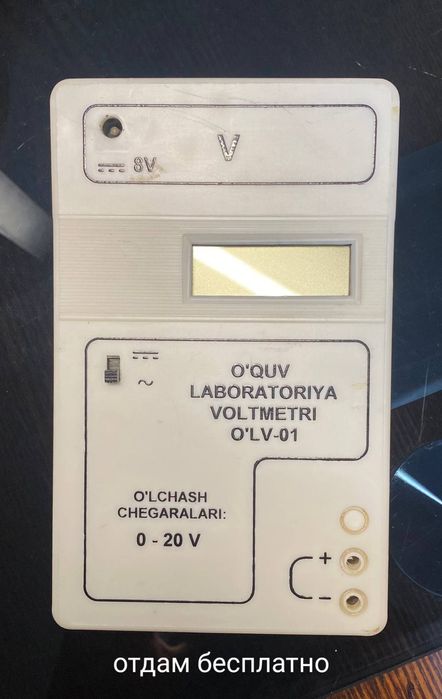 V
⎓ 8V
⎓
~
O'QUV
LABORATORIYA
VOLTMETRI
O'LV-01
O'LCHASH
CHEGARALARI:
0 - 20 V
+
-
отдам бесплатно